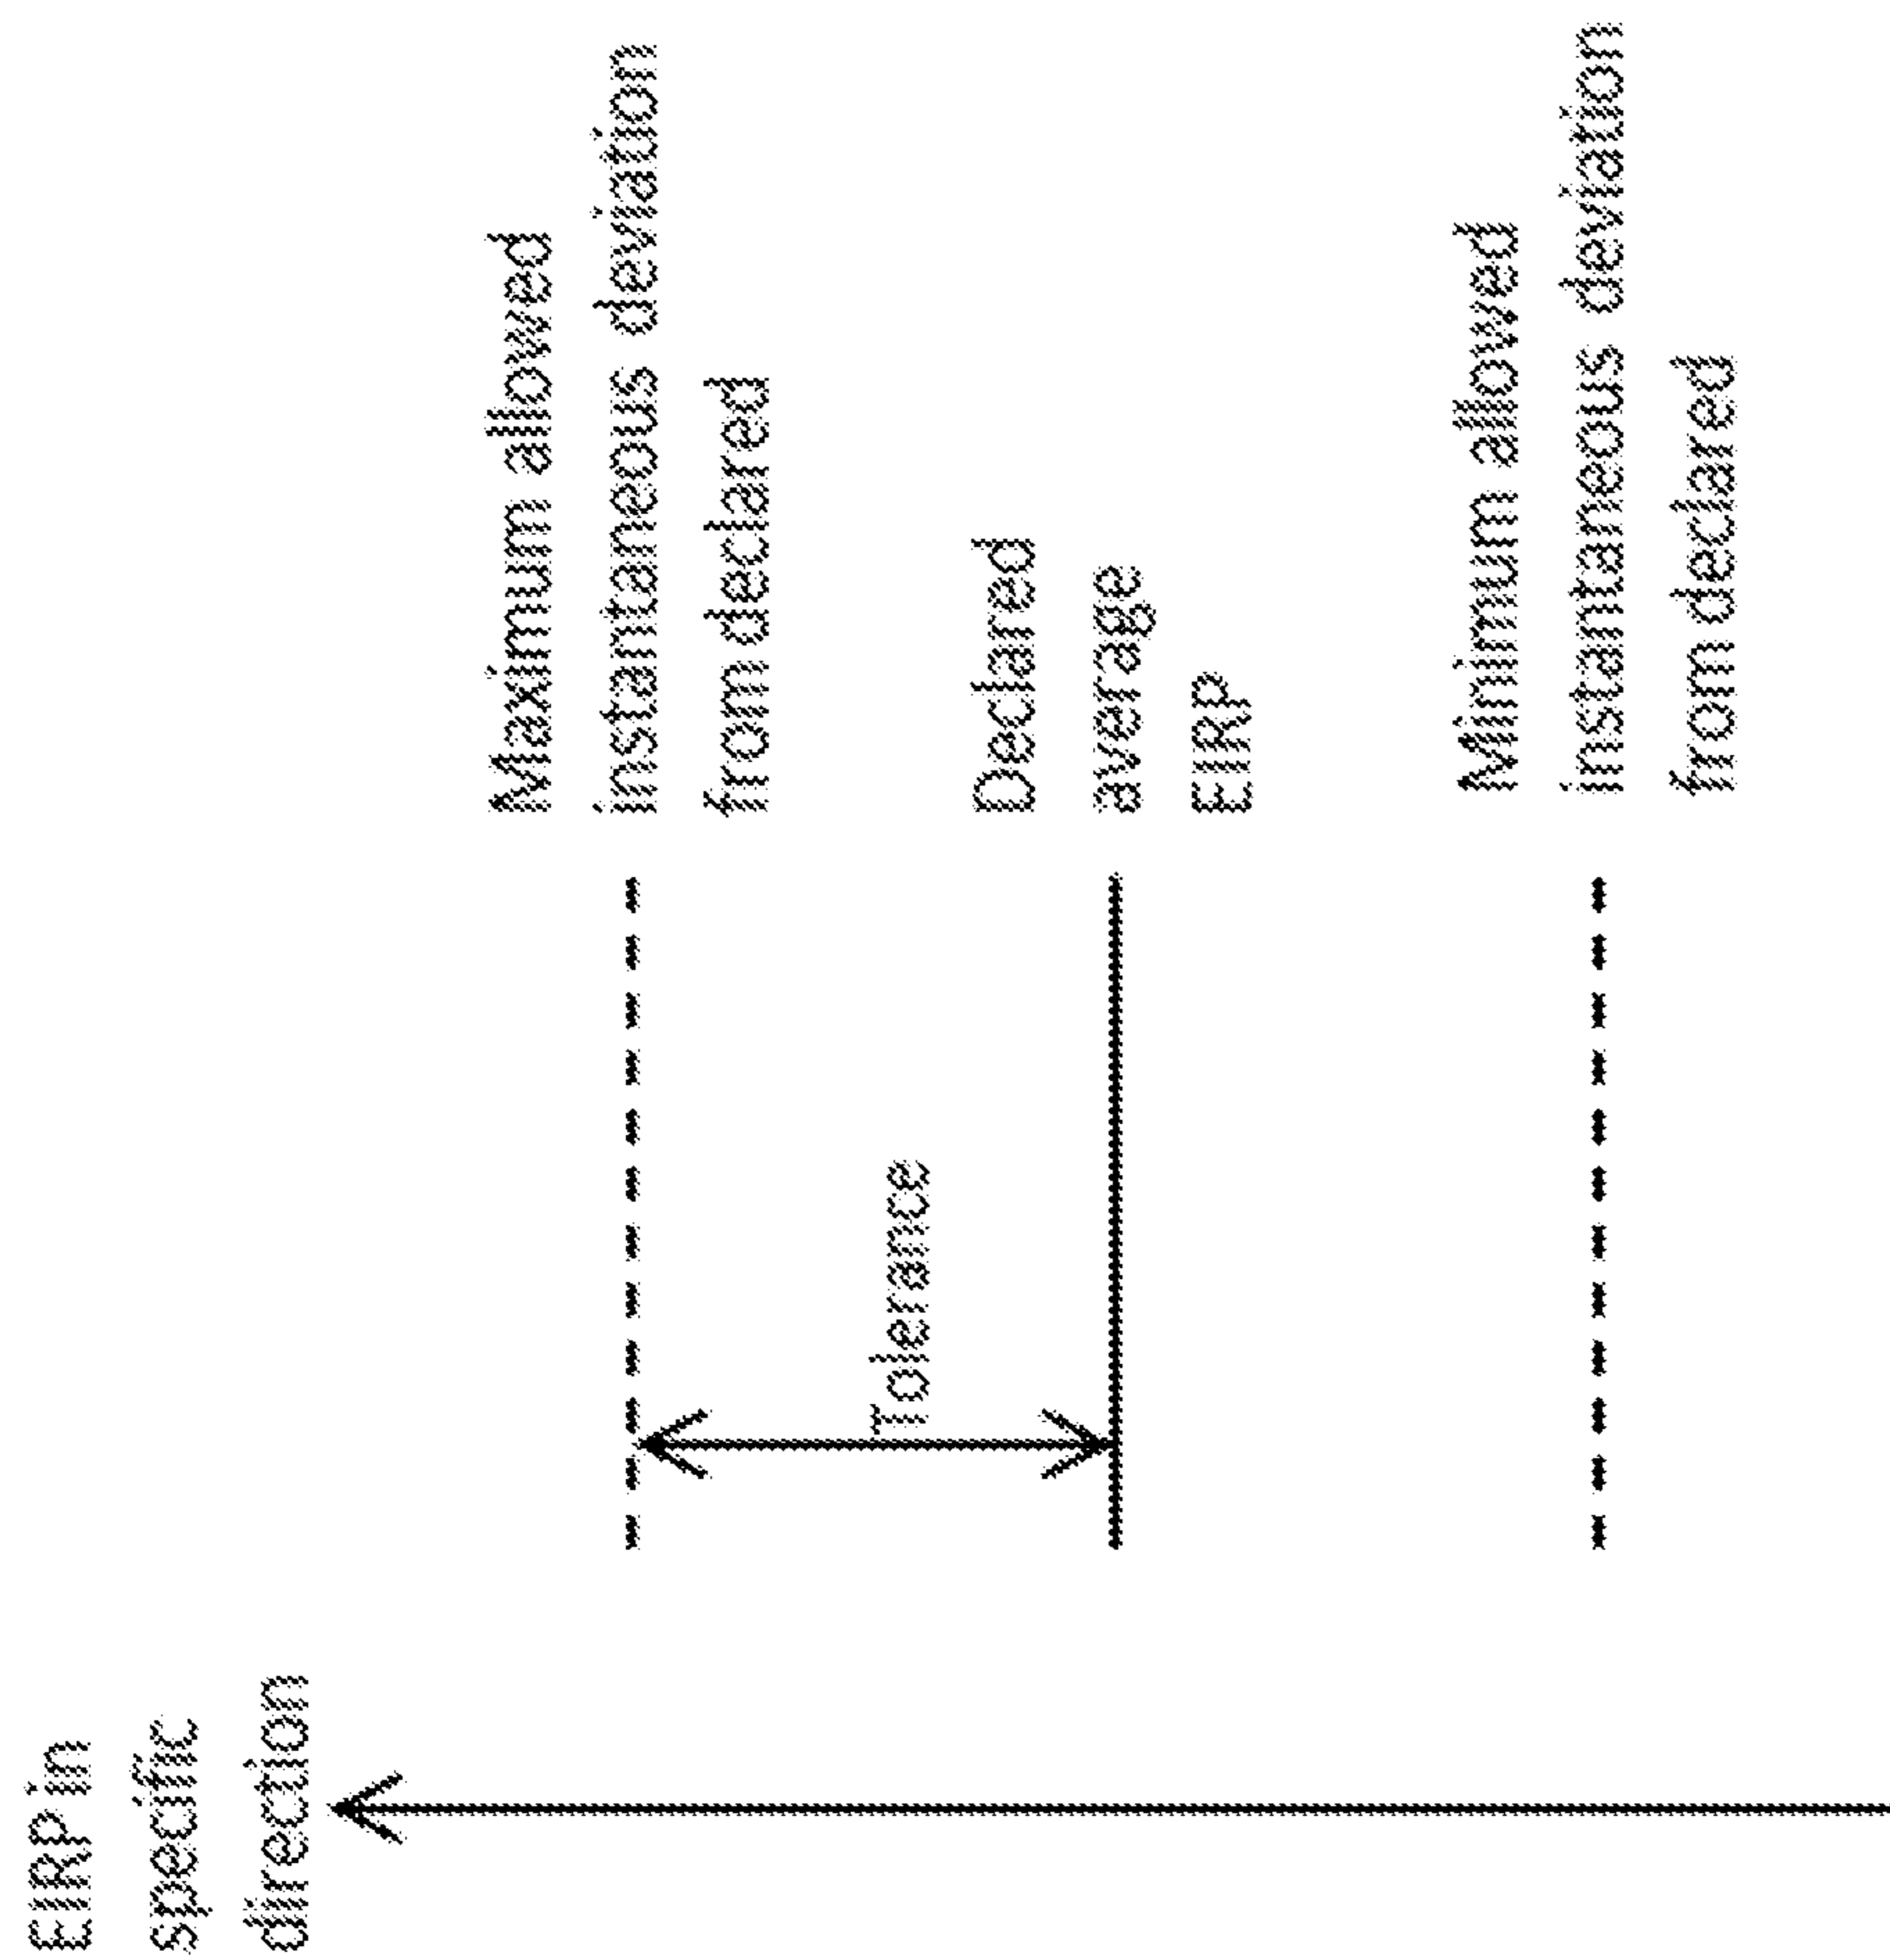 EIRP in
specific
direction
Maximum allowed
instantaneous deviation
from declared
Tolerance
Declared
average
EIRP
Minimum allowed
instantaneous deviation
from declared